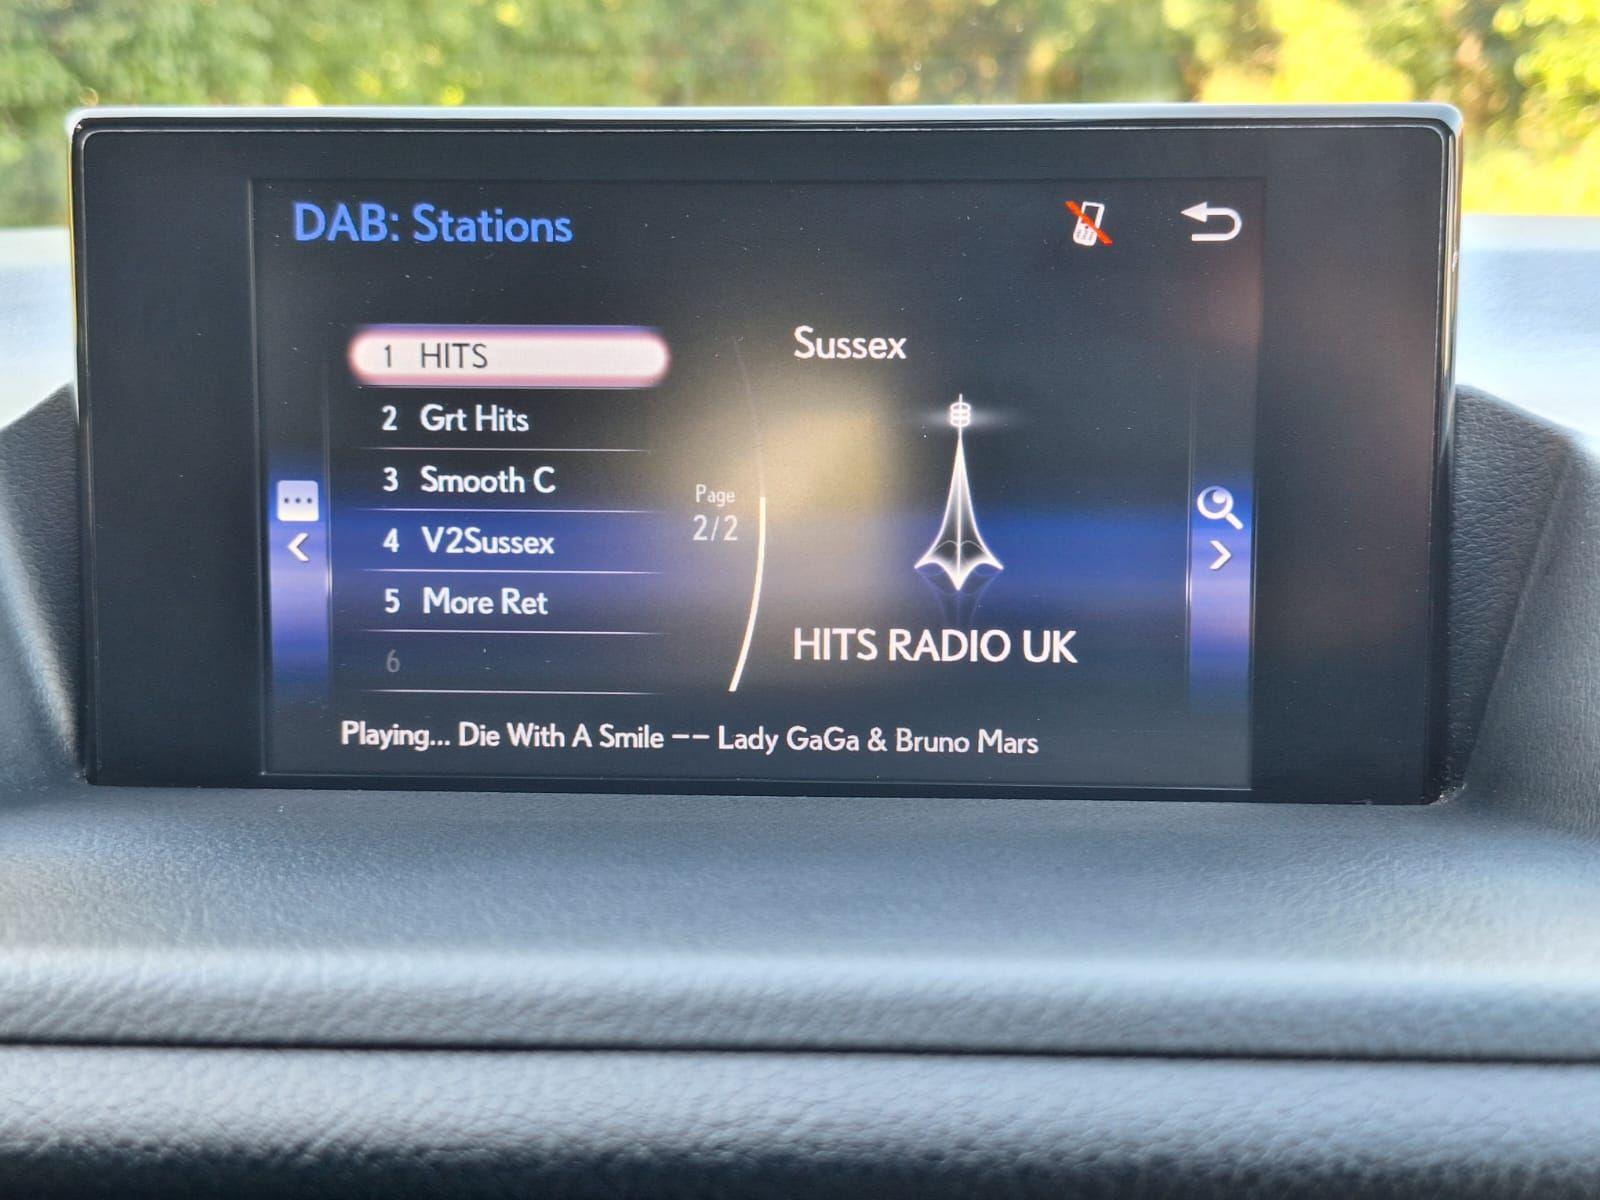 DAB: Stations
1 HITS
2 Grt Hits
3 Smooth C
4 V2Sussex
5 More Ret
6
Page
2/2
Sussex
HITS RADIO UK
Playing... Die With A Smile -- Lady GaGa & Bruno Mars